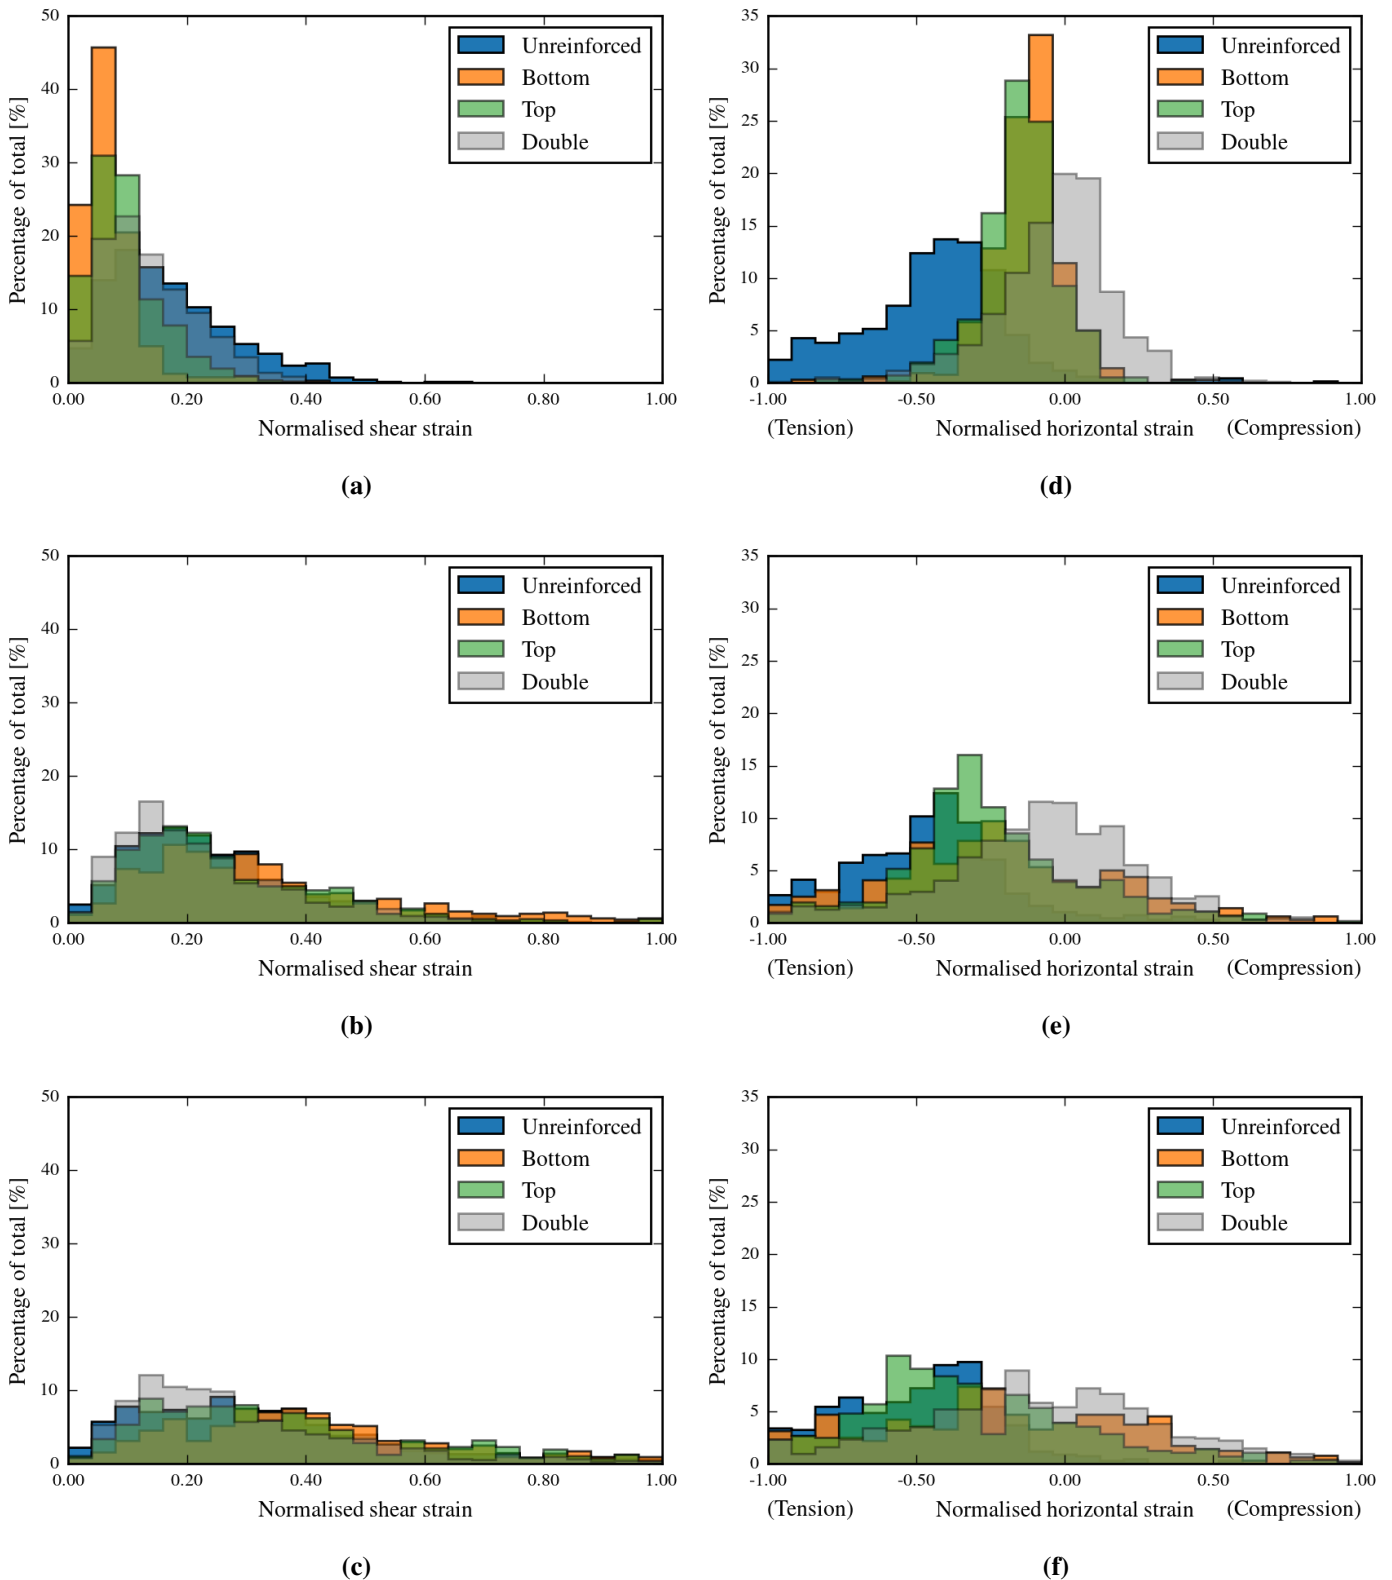 50
40
30
20
10
0
Percentage of total [%]
Unreinforced
Bottom
Top
Double
0.00 0.20 0.40 0.60 0.80 1.00
Normalised shear strain
(a)
35
30
25
20
15
10
5
0
Percentage of total [%]
Unreinforced
Bottom
Top
Double
-1.00 -0.50 0.00 0.50 1.00
(Tension) Normalised horizontal strain (Compression)
(d)
50
40
30
20
10
0
Percentage of total [%]
Unreinforced
Bottom
Top
Double
0.00 0.20 0.40 0.60 0.80 1.00
Normalised shear strain
(b)
35
30
25
20
15
10
5
0
Percentage of total [%]
Unreinforced
Bottom
Top
Double
-1.00 -0.50 0.00 0.50 1.00
(Tension) Normalised horizontal strain (Compression)
(e)
50
40
30
20
10
0
Percentage of total [%]
Unreinforced
Bottom
Top
Double
0.00 0.20 0.40 0.60 0.80 1.00
Normalised shear strain
(c)
35
30
25
20
15
10
5
0
Percentage of total [%]
Unreinforced
Bottom
Top
Double
-1.00 -0.50 0.00 0.50 1.00
(Tension) Normalised horizontal strain (Compression)
(f)